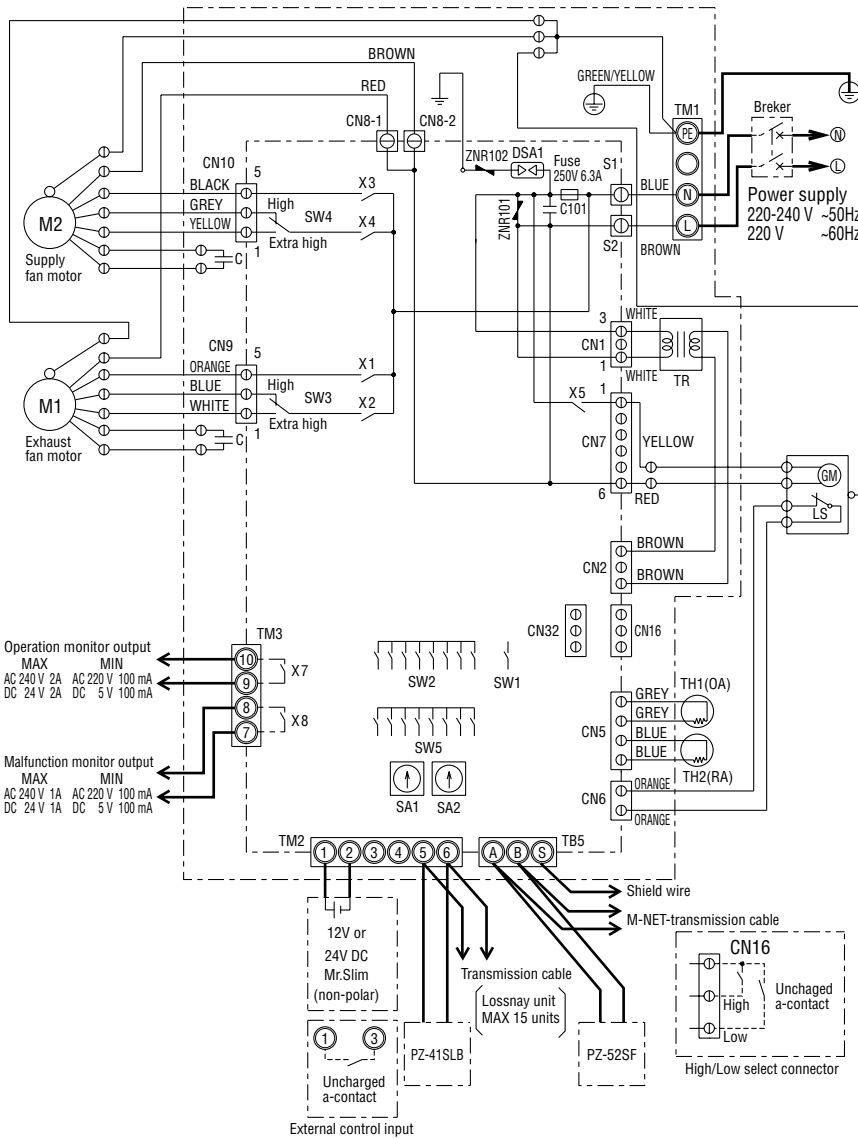 BROWN
RED
CN8-1
CN8-2
GREEN/YELLOW
TM1
PE
Breker
N
L
N
L
Power supply
220-240 V ~50Hz
220 V ~60Hz
ZNR102
DSA1
Fuse
250V 6.3A
S1
BLUE
C101
ZNR101
S2
BROWN
CN10
5
BLACK
GREY
YELLOW
High
SW4
Extra high
1
X3
X4
C
M2
Supply
fan motor
CN9
5
ORANGE
BLUE
WHITE
High
SW3
Extra high
1
X1
X2
C
M1
Exhaust
fan motor
3
WHITE
CN1
1
WHITE
TR
X5
1
CN7
YELLOW
6
RED
GM
LS
BROWN
CN2
BROWN
CN32
CN16
TM3
Operation monitor output
MAX MIN
AC 240 V 2A AC 220 V 100 mA
DC 24 V 2A DC 5 V 100 mA
10
9
8
7
X7
X8
Malfunction monitor output
MAX MIN
AC 240 V 1A AC 220 V 100 mA
DC 24 V 1A DC 5 V 100 mA
SW2
SW1
SW5
SA1
SA2
GREY
TH1(OA)
GREY
CN5
BLUE
BLUE
TH2(RA)
CN6
ORANGE
ORANGE
TM2
1 2 3 4 5 6
A B S
TB5
Shield wire
M-NET-transmission cable
12V or
24V DC
Mr.Slim
(non-polar)
Transmission cable
Lossnay unit
MAX 15 units
1 3
Uncharged
a-contact
External control input
PZ-41SLB
PZ-52SF
CN16
High
Low
Unchaged
a-contact
High/Low select connector